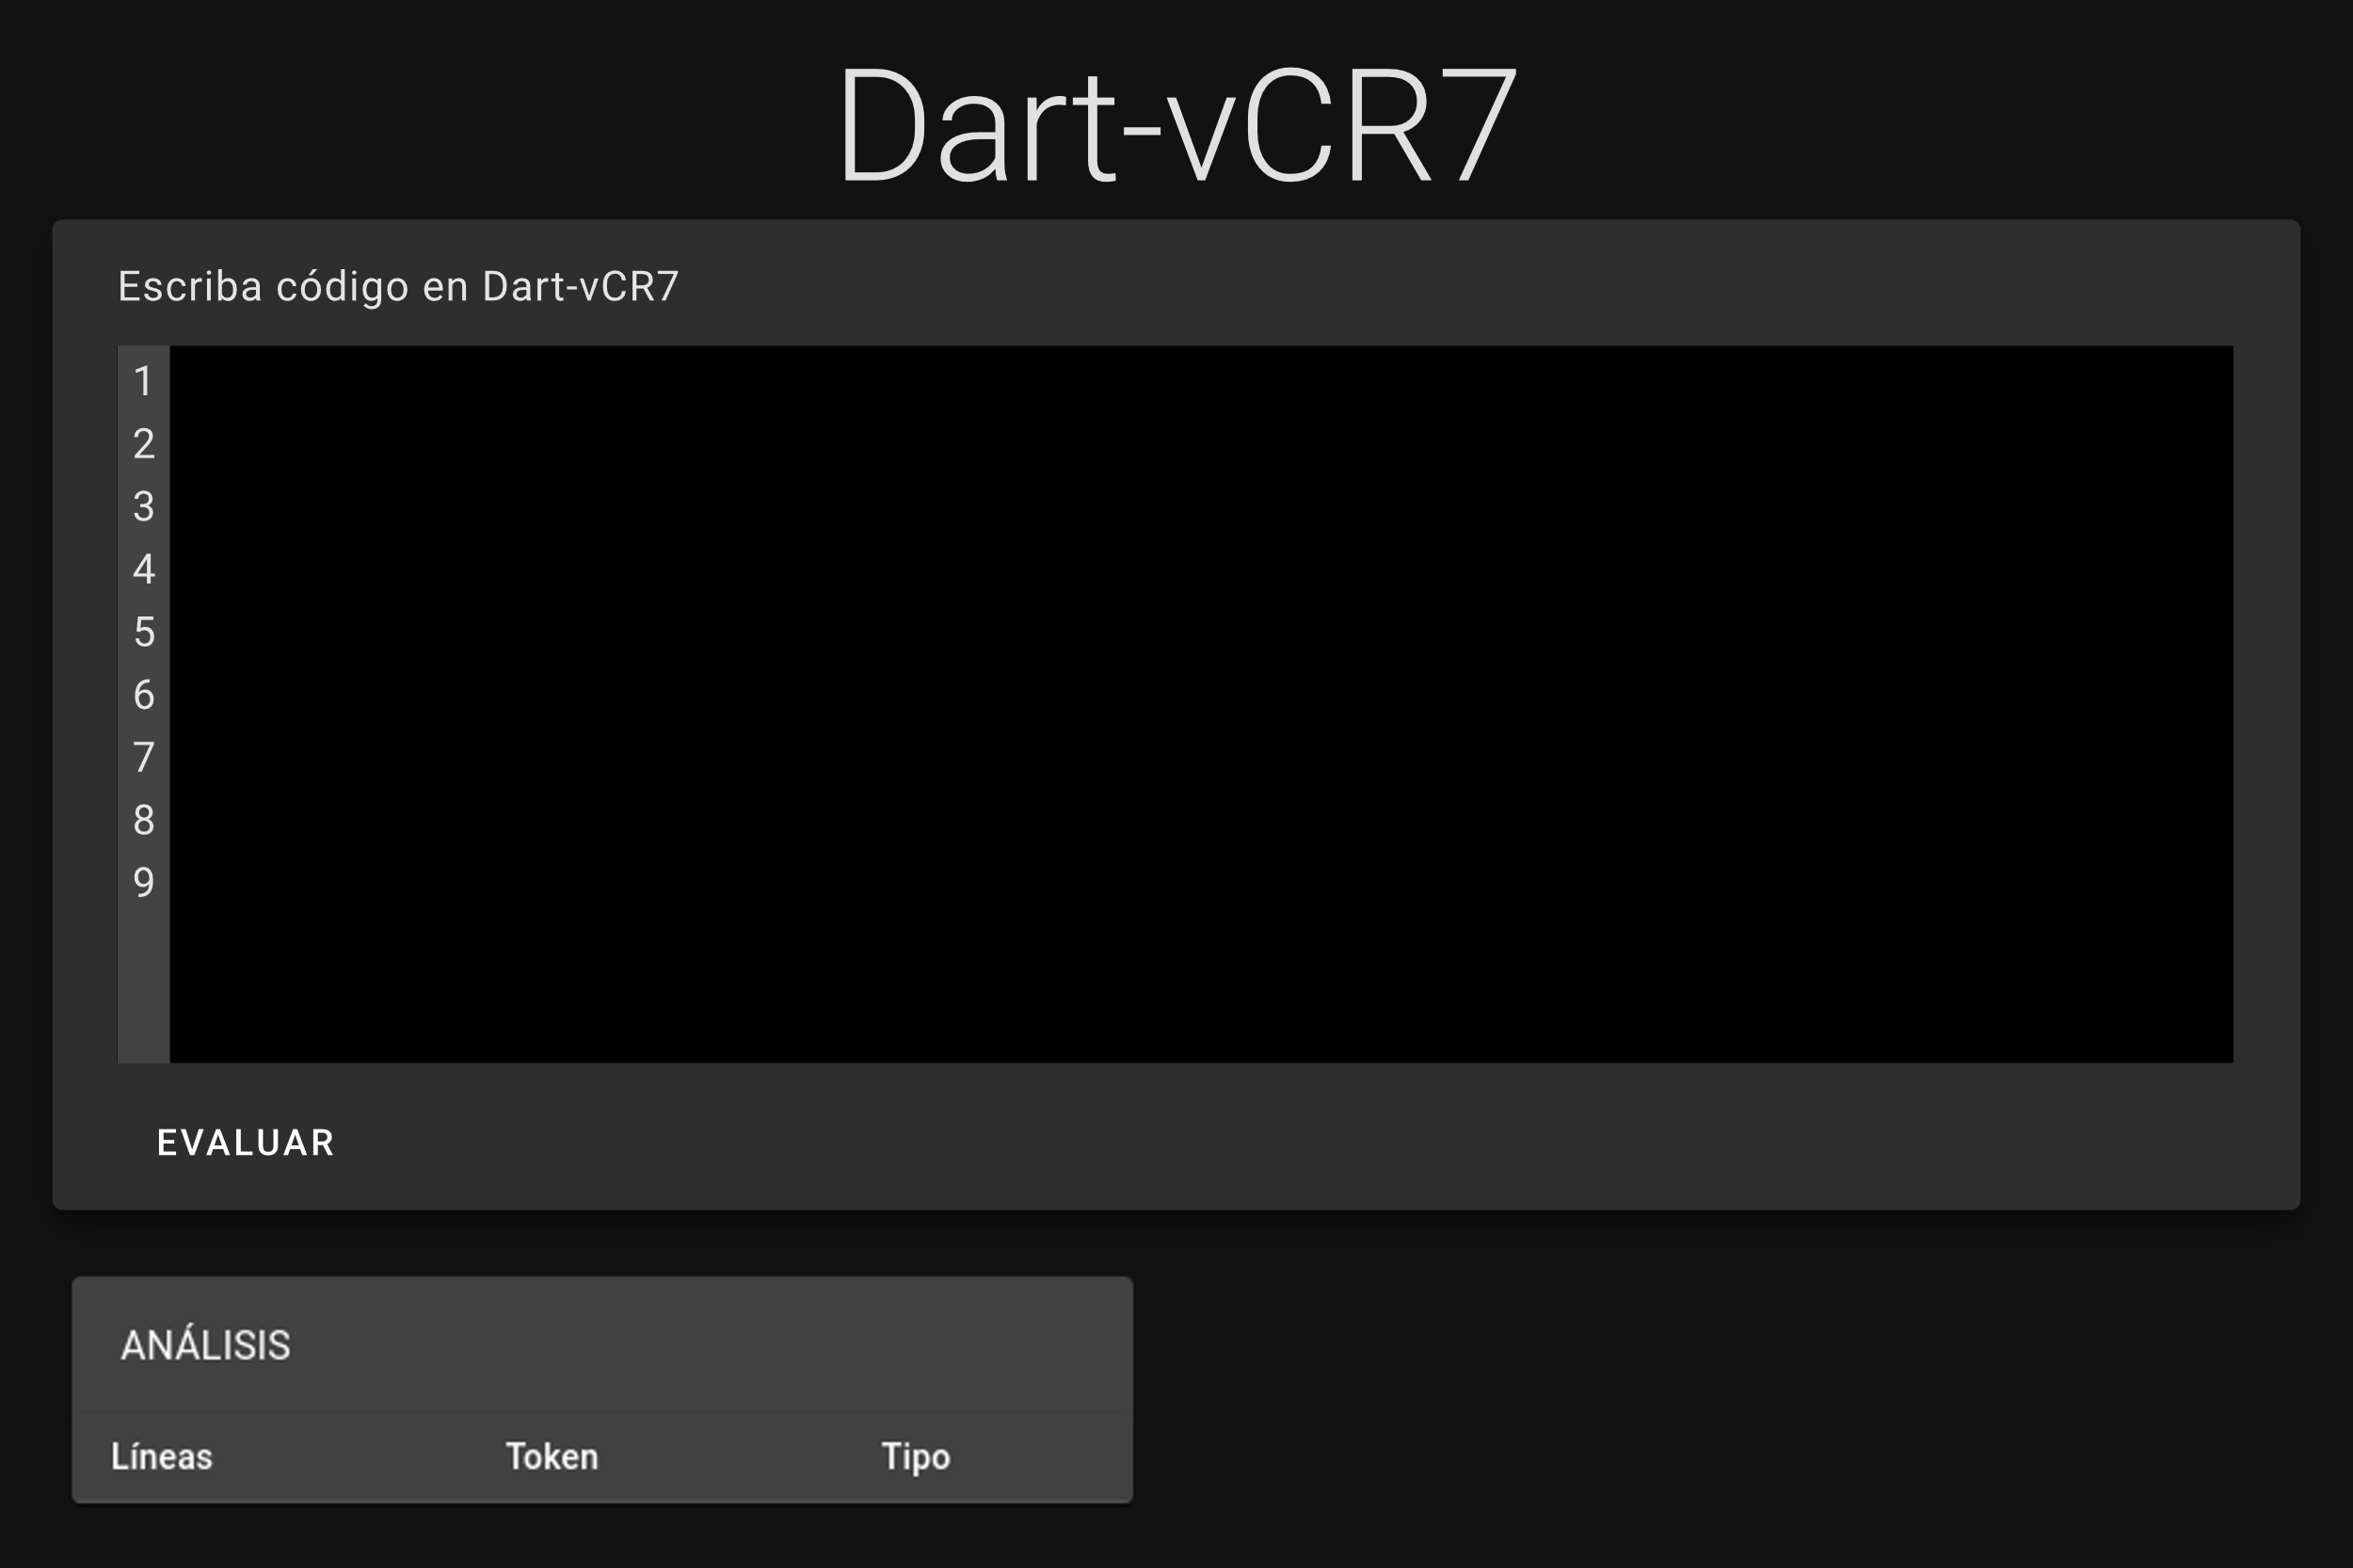 Dart-vCR7
Escriba código en Dart-vCR7
1
2
3
4
5
6
7
8
9
EVALUAR
ANÁLISIS
Líneas Token Tipo